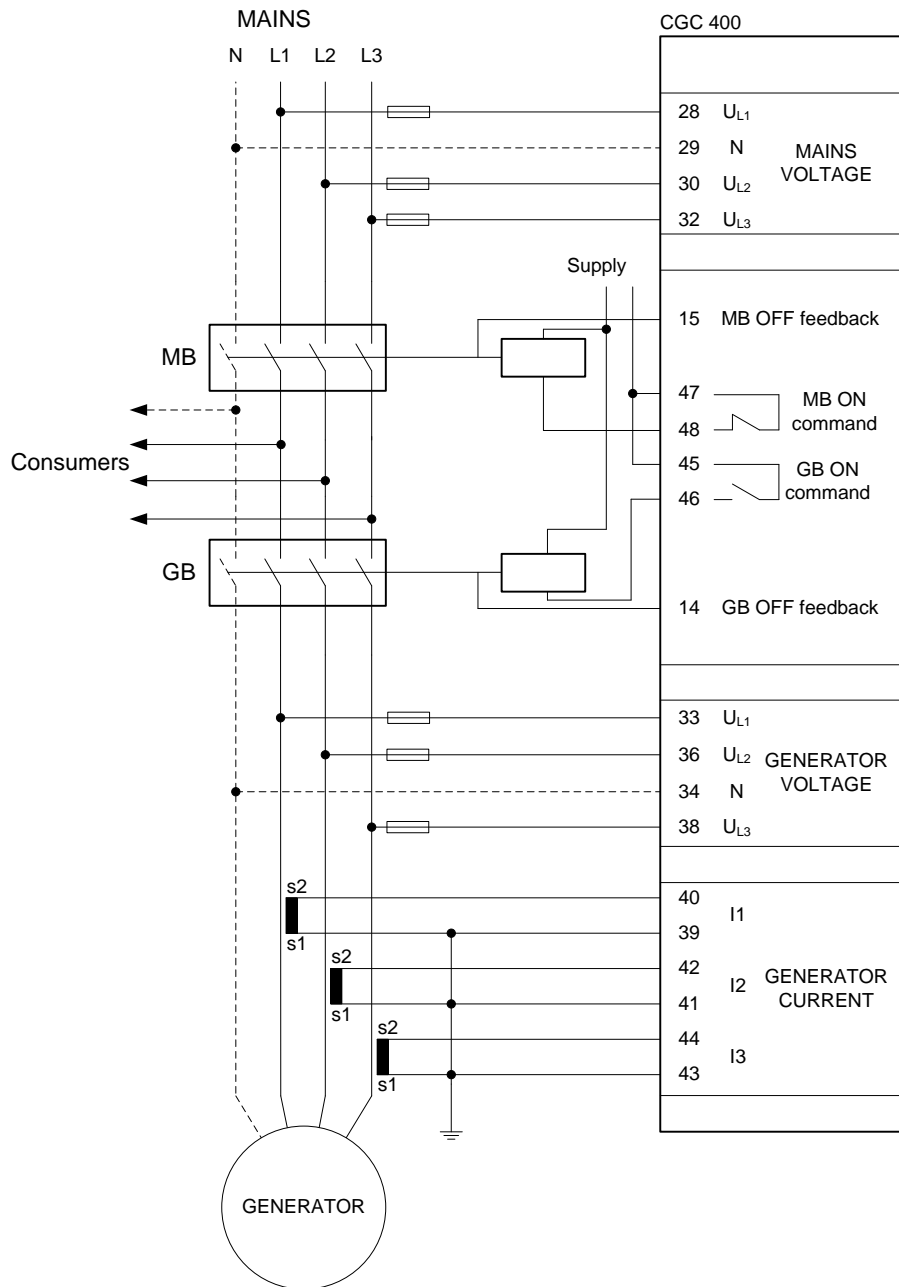 MAINS
CGC 400
N L1 L2 L3
28 UL1
29 N
30 UL2
32 UL3
MAINS
VOLTAGE
Supply
15 MB OFF feedback
MB
47
48
MB ON
command
45
46
GB ON
command
Consumers
GB
14 GB OFF feedback
33 UL1
36 UL2
34 N
38 UL3
GENERATOR
VOLTAGE
s2
s1
40
39
I1
s2
s1
42
41
I2
GENERATOR
CURRENT
s2
s1
44
43
I3
GENERATOR